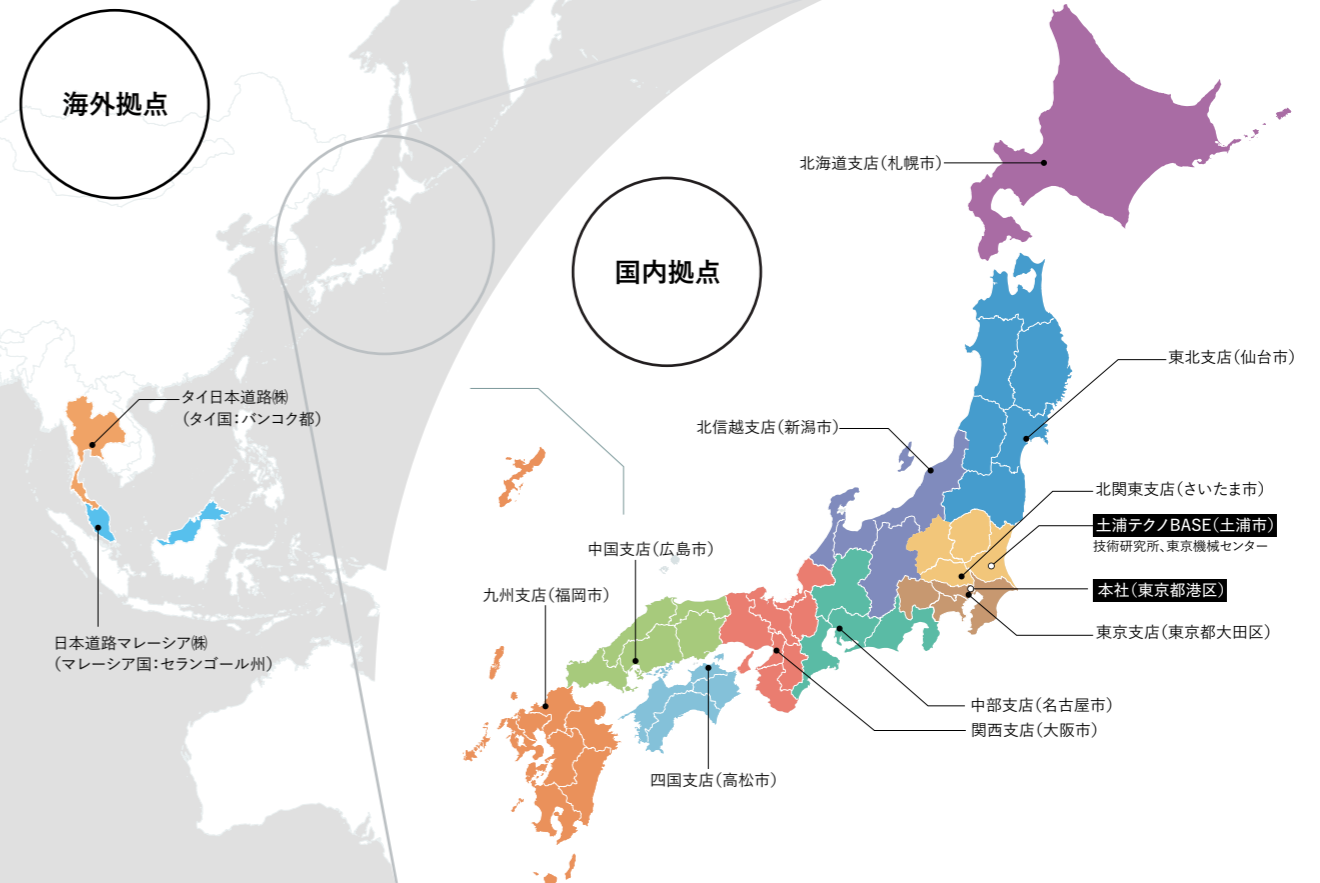 海外拠点
国内拠点
北海道支店（札幌市）
東北支店（仙台市）
タイ日本道路㈱
（タイ国：バンコク都）
北信越支店（新潟市）
北関東支店（さいたま市）
土浦テクノBASE（土浦市）
技術研究所、東京機械センター
中国支店（広島市）
九州支店（福岡市）
本社（東京都港区）
東京支店（東京都大田区）
日本道路マレーシア㈱
（マレーシア国：セランゴール州）
中部支店（名古屋市）
関西支店（大阪市）
四国支店（高松市）